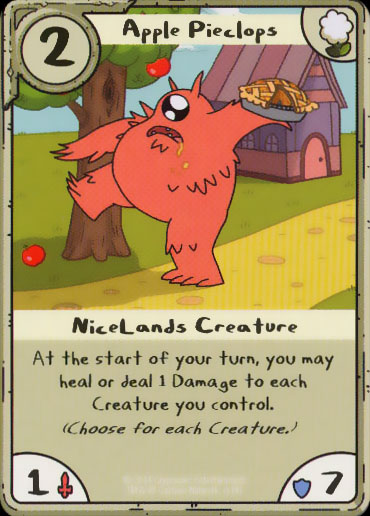 2
Apple Pieclops
NiceLands Creature
At the start of your turn, you may
heal or deal 1 Damage to each
Creature you control.
(Choose for each Creature.)
1
7